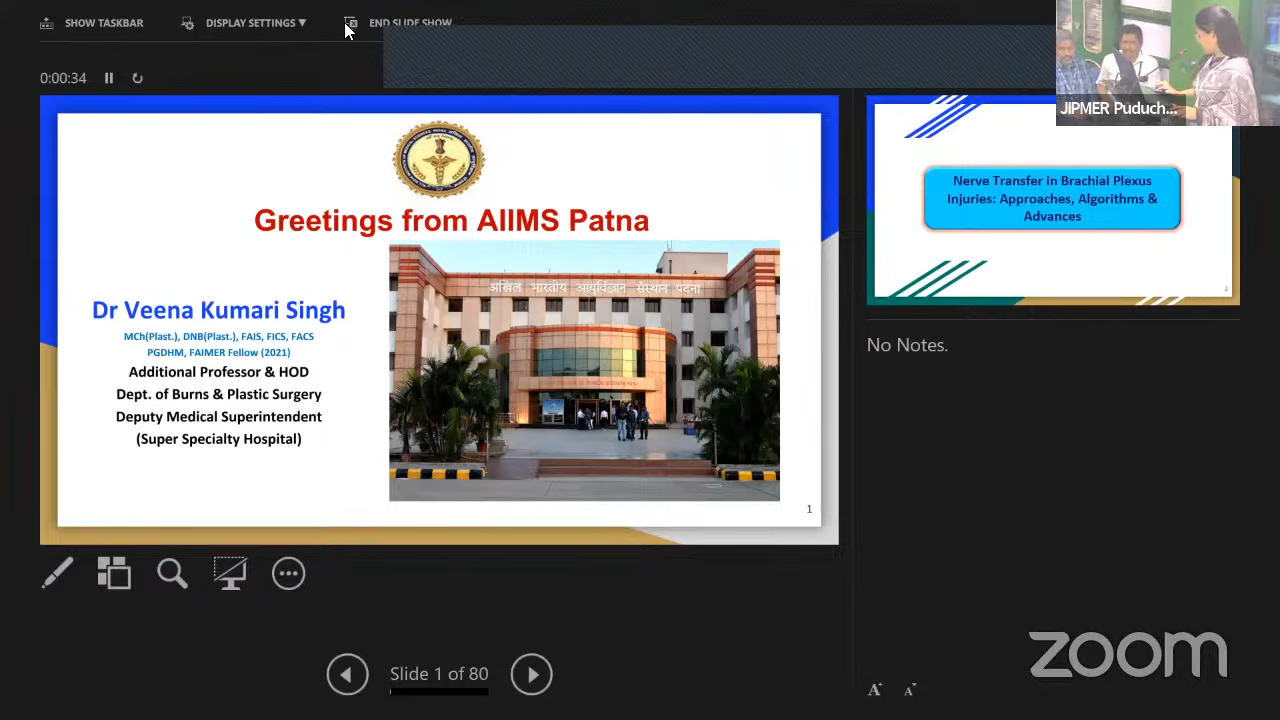 SHOW TASKBAR
DISPLAY SETTINGS ▼
END SLIDE SHOW
0:00:34
JIPMER Puduch...
Greetings from AIIMS Patna
अखिल भारतीय आयुर्विज्ञान संस्थान पटना
Dr Veena Kumari Singh
MCh(Plast.), DNB(Plast.), FAIS, FICS, FACS
PGDHM, FAIMER Fellow (2021)
Additional Professor & HOD
Dept. of Burns & Plastic Surgery
Deputy Medical Superintendent
(Super Specialty Hospital)
1
Nerve Transfer in Brachial Plexus
Injuries: Approaches, Algorithms &
Advances
2
No Notes.
Slide 1 of 80
A A
zoom